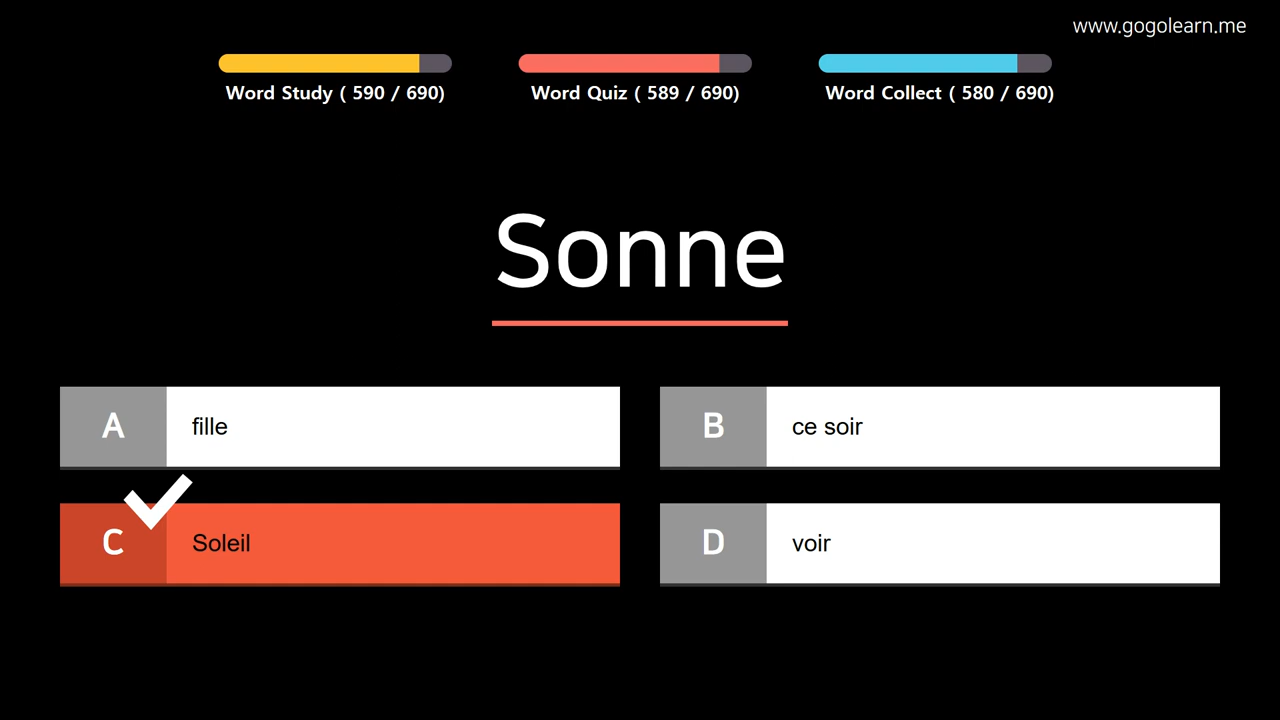 www.gogolearn.me
Word Study ( 590 / 690)
Word Quiz ( 589 / 690)
Word Collect ( 580 / 690)
Sonne
A fille
B ce soir
C Soleil
D voir